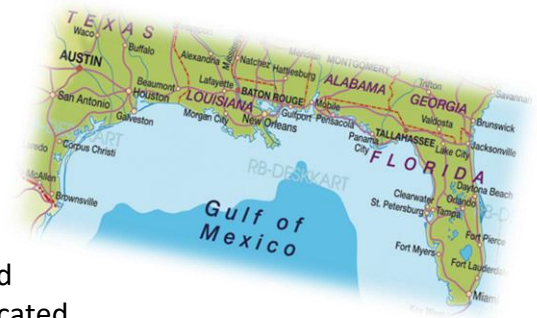 TEXAS
Waco
Buffalo
AUSTIN
Alexandria
Natchez
Hattiesburg
MONTGOMERY
ALABAMA
GEORGIA
Savannah
Beaumont
Lafayette
BATON ROUGE
Mobile
San Antonio
Houston
LOUISIANA
Valdosta
Brunswick
Galveston
Morgan City
New Orleans
Gulfport
Pensacola
TALLAHASSEE
Lake City
Jacksonville
Panama
City
FLORIDA
Corpus Christi
RB-DESKKART
Daytona Beach
McAllen
Clearwater
Orlando
St. Petersburg
Tampa
Brownsville
Gulf of
Mexico
Fort Pierce
Fort Myers
Fort Lauderda
Miami
d
cated